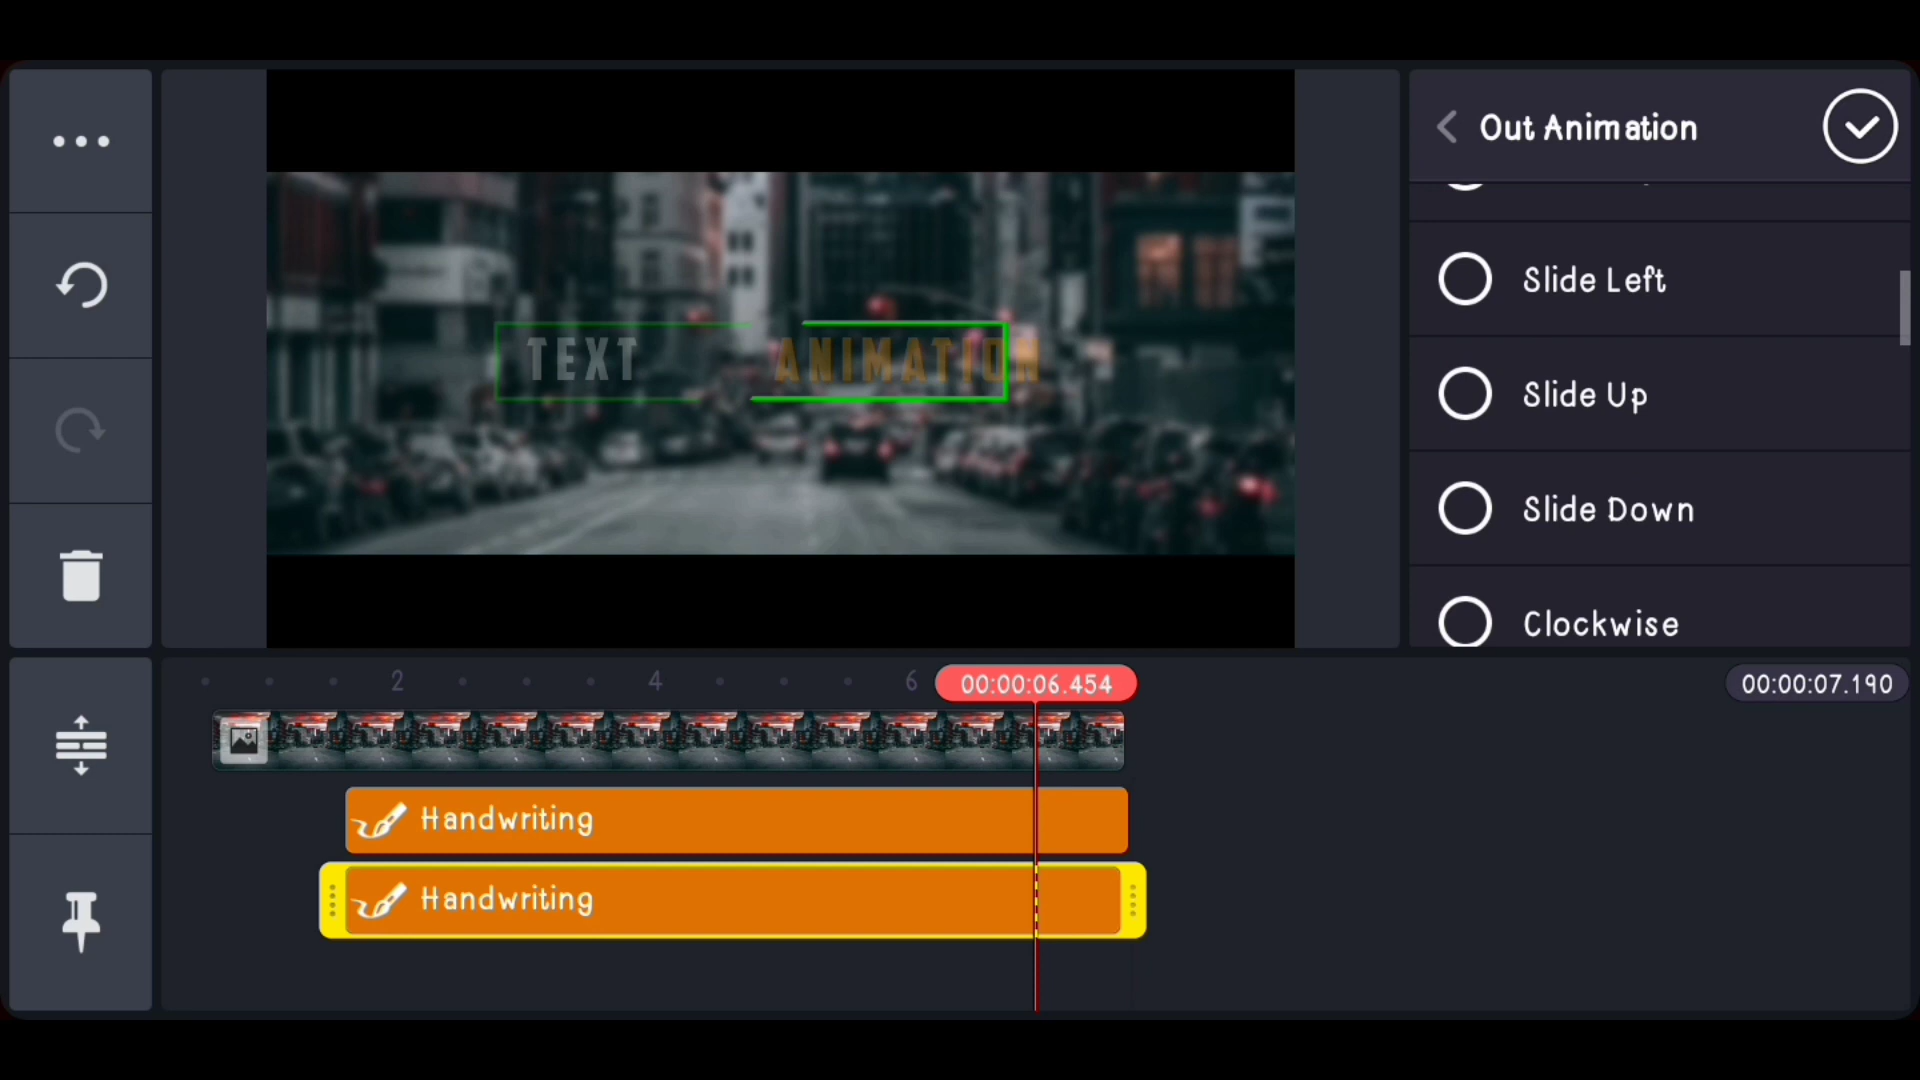 Out Animation
TEXT ANIMATION
Slide Left
Slide Up
Slide Down
Clockwise
2 4 6 00:00:06.454 00:00:07.190
Handwriting
Handwriting